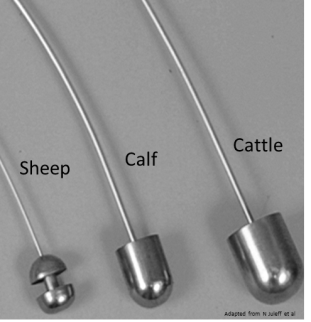 Sheep
Calf
Cattle
Adapted from N Juleff et al